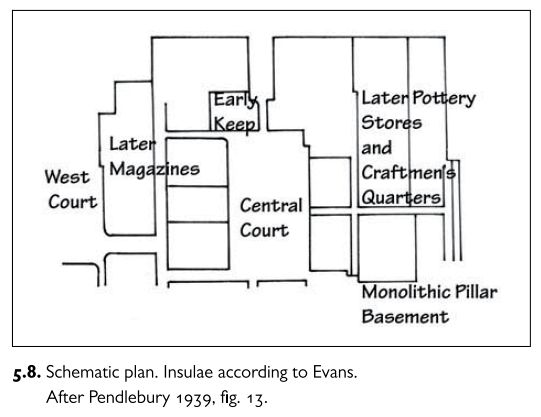 Early
Keep
Later Pottery
Stores
and
Craftmen's
Quarters
Later
Magazines
West
Court
Central
Court
Monolithic Pillar
Basement
5.8. Schematic plan. Insulae according to Evans.
After Pendlebury 1939, fig. 13.